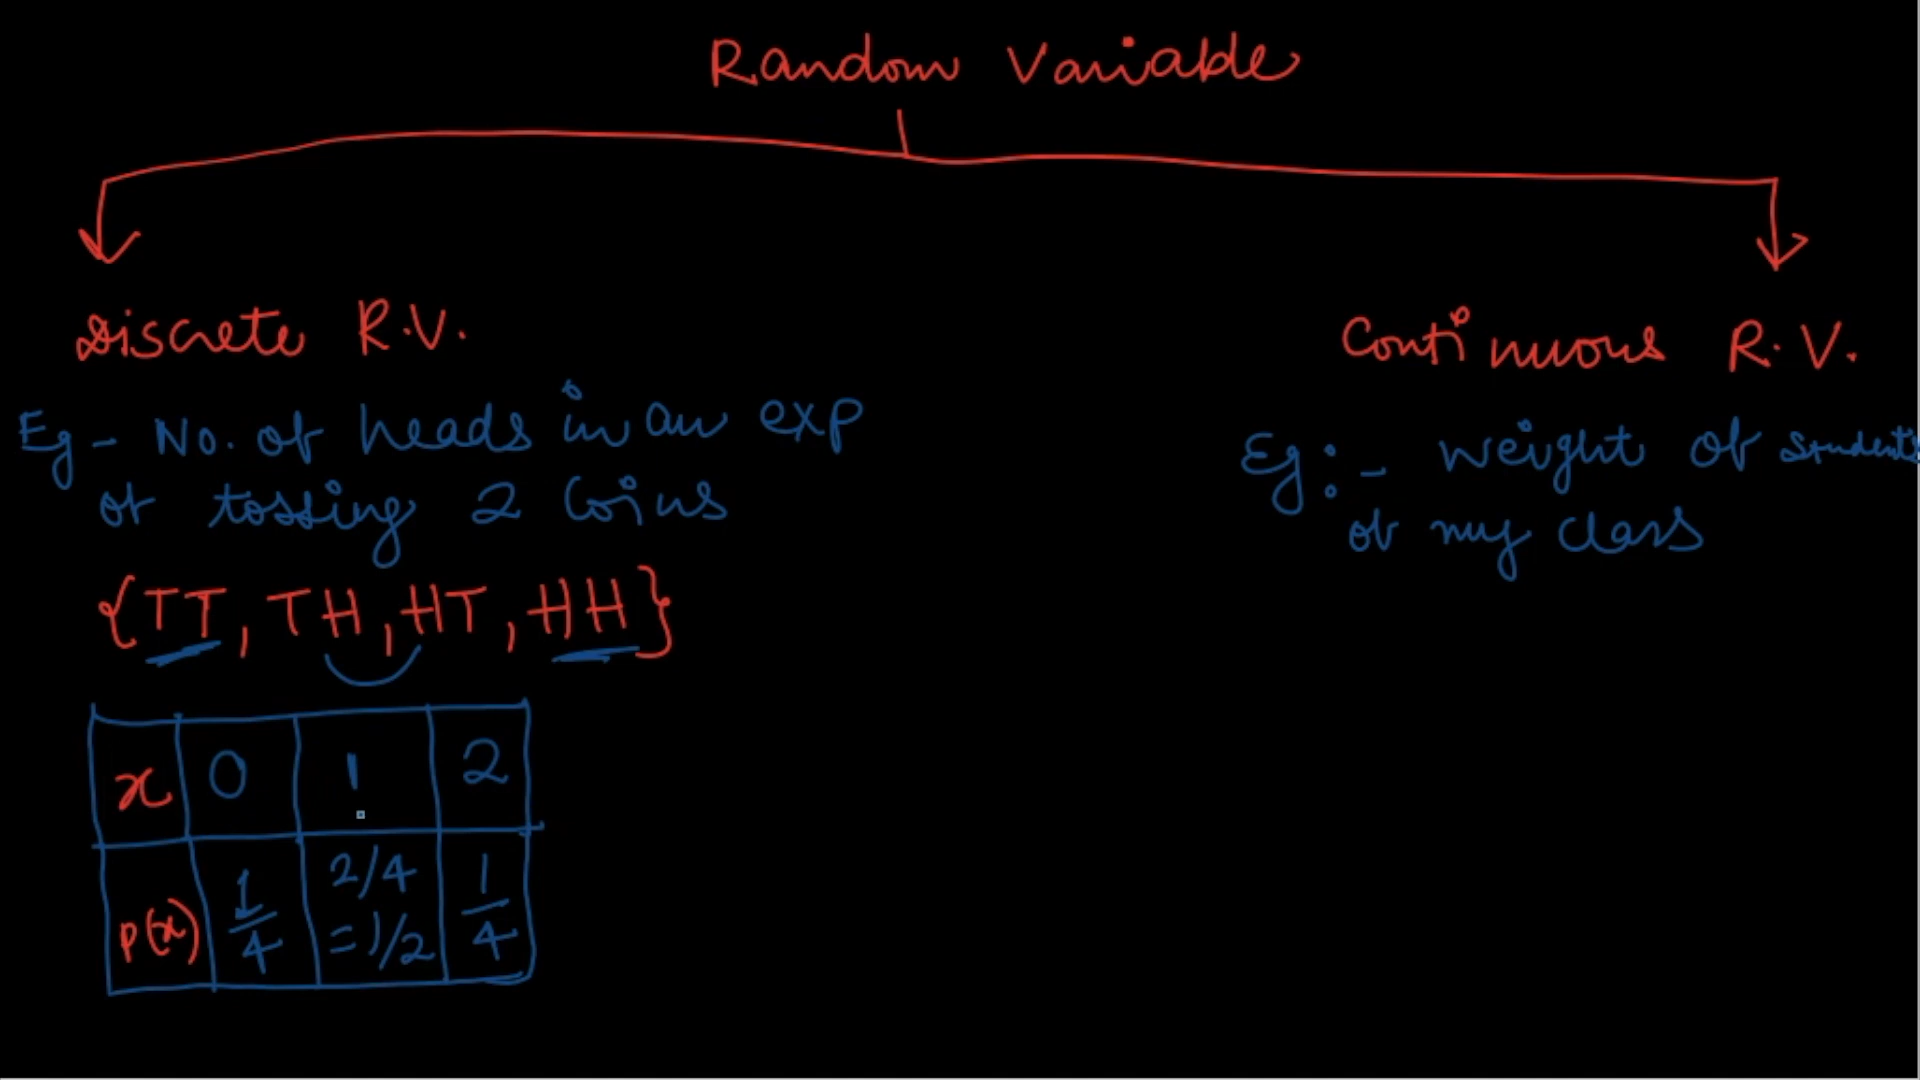 Random Variable
Discrete R.V.
Eg - No. of heads in an exp
of tossing 2 Coins
{TT, TH, HT, HH}
x 0 1 2
P(x) 1/4 2/4 = 1/2 1/4
Continuous R.V.
Eg:- Weight of students
of my class